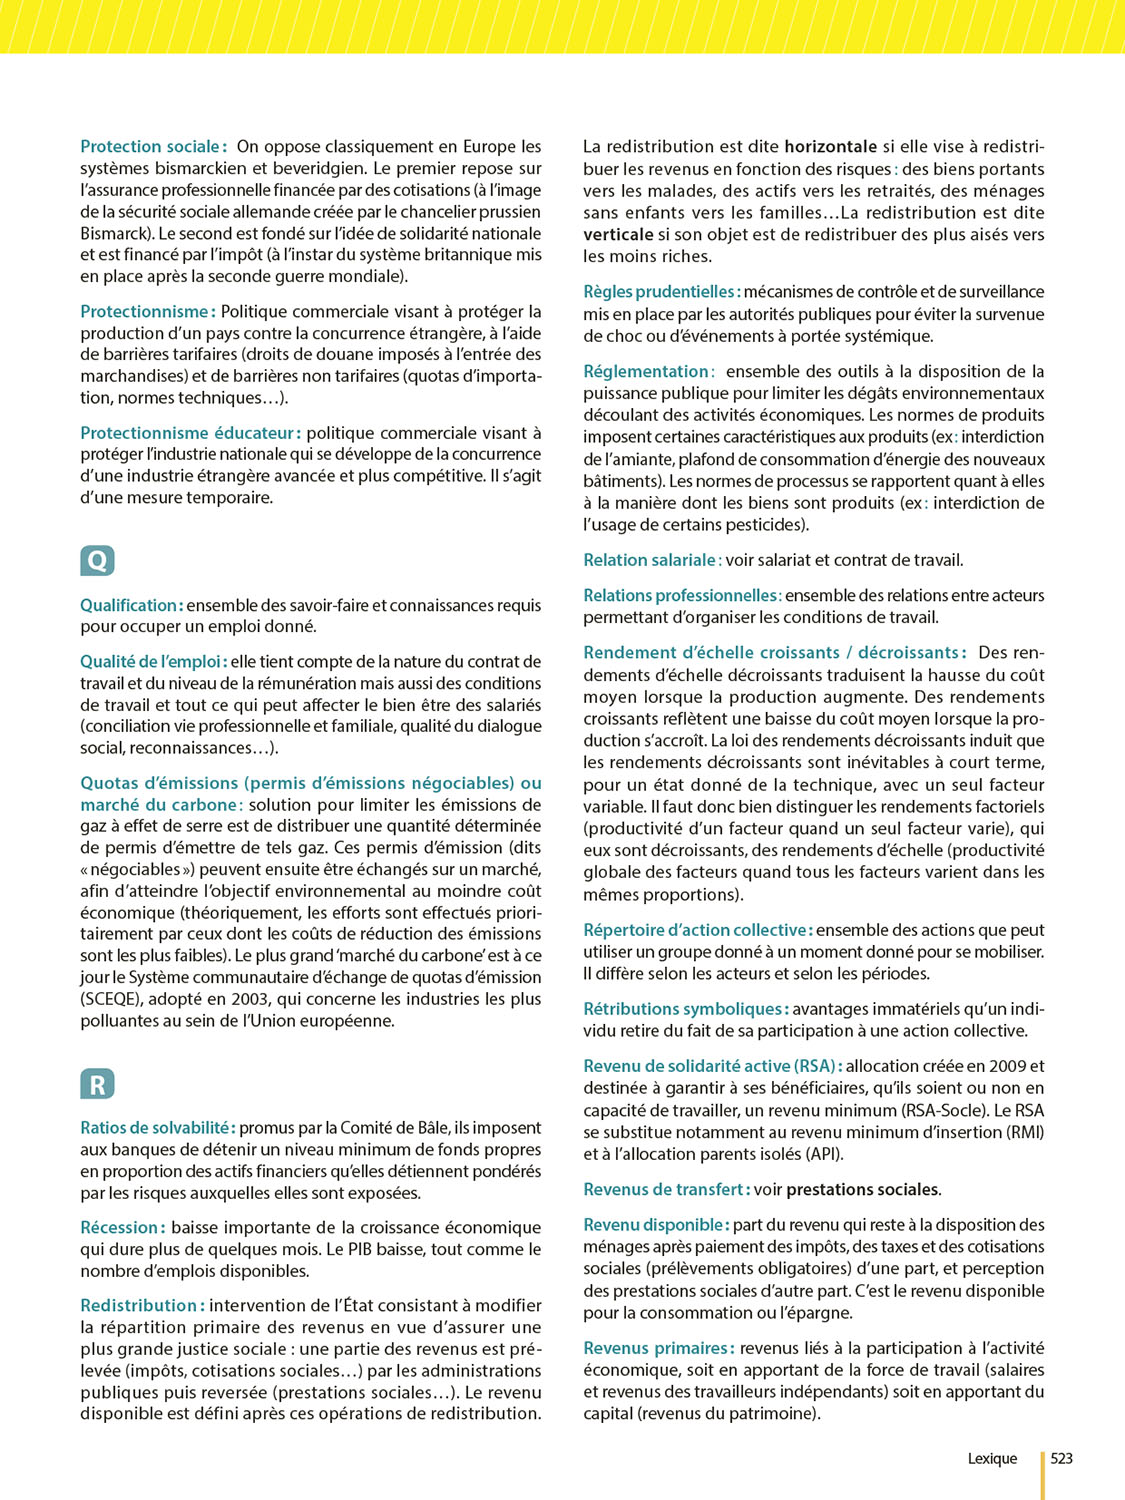 Protection sociale : On oppose classiquement en Europe les
systèmes bismarckien et beveridgien. Le premier repose sur
l’assurance professionnelle financée par des cotisations (à l’image
de la sécurité sociale allemande créée par le chancelier prussien
Bismarck). Le second est fondé sur l’idée de solidarité nationale
et est financé par l’impôt (à l’instar du système britannique mis
en place après la seconde guerre mondiale).
Protectionnisme : Politique commerciale visant à protéger la
production d’un pays contre la concurrence étrangère, à l’aide
de barrières tarifaires (droits de douane imposés à l’entrée des
marchandises) et de barrières non tarifaires (quotas d’importa-
tion, normes techniques…).
Protectionnisme éducateur : politique commerciale visant à
protéger l’industrie nationale qui se développe de la concurrence
d’une industrie étrangère avancée et plus compétitive. Il s’agit
d’une mesure temporaire.
Q
Qualification : ensemble des savoir-faire et connaissances requis
pour occuper un emploi donné.
Qualité de l’emploi : elle tient compte de la nature du contrat de
travail et du niveau de la rémunération mais aussi des conditions
de travail et tout ce qui peut affecter le bien être des salariés
(conciliation vie professionnelle et familiale, qualité du dialogue
social, reconnaissances…).
Quotas d’émissions (permis d’émissions négociables) ou
marché du carbone : solution pour limiter les émissions de
gaz à effet de serre est de distribuer une quantité déterminée
de permis d’émettre de tels gaz. Ces permis d’émission (dits
« négociables ») peuvent ensuite être échangés sur un marché,
afin d’atteindre l’objectif environnemental au moindre coût
économique (théoriquement, les efforts sont effectués priori-
tairement par ceux dont les coûts de réduction des émissions
sont les plus faibles). Le plus grand ‘marché du carbone’ est à ce
jour le Système communautaire d’échange de quotas d’émission
(SCEQE), adopté en 2003, qui concerne les industries les plus
polluantes au sein de l’Union européenne.
R
Ratios de solvabilité : promus par la Comité de Bâle, ils imposent
aux banques de détenir un niveau minimum de fonds propres
en proportion des actifs financiers qu’elles détiennent pondérés
par les risques auxquelles elles sont exposées.
Récession : baisse importante de la croissance économique
qui dure plus de quelques mois. Le PIB baisse, tout comme le
nombre d’emplois disponibles.
Redistribution : intervention de l’État consistant à modifier
la répartition primaire des revenus en vue d’assurer une
plus grande justice sociale : une partie des revenus est pré-
levée (impôts, cotisations sociales…) par les administrations
publiques puis reversée (prestations sociales…). Le revenu
disponible est défini après ces opérations de redistribution.
La redistribution est dite horizontale si elle vise à redistri-
buer les revenus en fonction des risques : des biens portants
vers les malades, des actifs vers les retraités, des ménages
sans enfants vers les familles…La redistribution est dite
verticale si son objet est de redistribuer des plus aisés vers
les moins riches.
Règles prudentielles : mécanismes de contrôle et de surveillance
mis en place par les autorités publiques pour éviter la survenue
de choc ou d’événements à portée systémique.
Réglementation : ensemble des outils à la disposition de la
puissance publique pour limiter les dégâts environnementaux
découlant des activités économiques. Les normes de produits
imposent certaines caractéristiques aux produits (ex : interdiction
de l’amiante, plafond de consommation d’énergie des nouveaux
bâtiments). Les normes de processus se rapportent quant à elles
à la manière dont les biens sont produits (ex : interdiction de
l’usage de certains pesticides).
Relation salariale : voir salariat et contrat de travail.
Relations professionnelles : ensemble des relations entre acteurs
permettant d’organiser les conditions de travail.
Rendement d’échelle croissants / décroissants : Des ren-
dements d’échelle décroissants traduisent la hausse du coût
moyen lorsque la production augmente. Des rendements
croissants reflètent une baisse du coût moyen lorsque la pro-
duction s’accroît. La loi des rendements décroissants induit que
les rendements décroissants sont inévitables à court terme,
pour un état donné de la technique, avec un seul facteur
variable. Il faut donc bien distinguer les rendements factoriels
(productivité d’un facteur quand un seul facteur varie), qui
eux sont décroissants, des rendements d’échelle (productivité
globale des facteurs quand tous les facteurs varient dans les
mêmes proportions).
Répertoire d’action collective : ensemble des actions que peut
utiliser un groupe donné à un moment donné pour se mobiliser.
Il diffère selon les acteurs et selon les périodes.
Rétributions symboliques : avantages immatériels qu’un indi-
vidu retire du fait de sa participation à une action collective.
Revenu de solidarité active (RSA) : allocation créée en 2009 et
destinée à garantir à ses bénéficiaires, qu’ils soient ou non en
capacité de travailler, un revenu minimum (RSA-Socle). Le RSA
se substitue notamment au revenu minimum d’insertion (RMI)
et à l’allocation parents isolés (API).
Revenus de transfert : voir prestations sociales.
Revenu disponible : part du revenu qui reste à la disposition des
ménages après paiement des impôts, des taxes et des cotisations
sociales (prélèvements obligatoires) d’une part, et perception
des prestations sociales d’autre part. C’est le revenu disponible
pour la consommation ou l’épargne.
Revenus primaires : revenus liés à la participation à l’activité
économique, soit en apportant de la force de travail (salaires
et revenus des travailleurs indépendants) soit en apportant du
capital (revenus du patrimoine).
Lexique 523